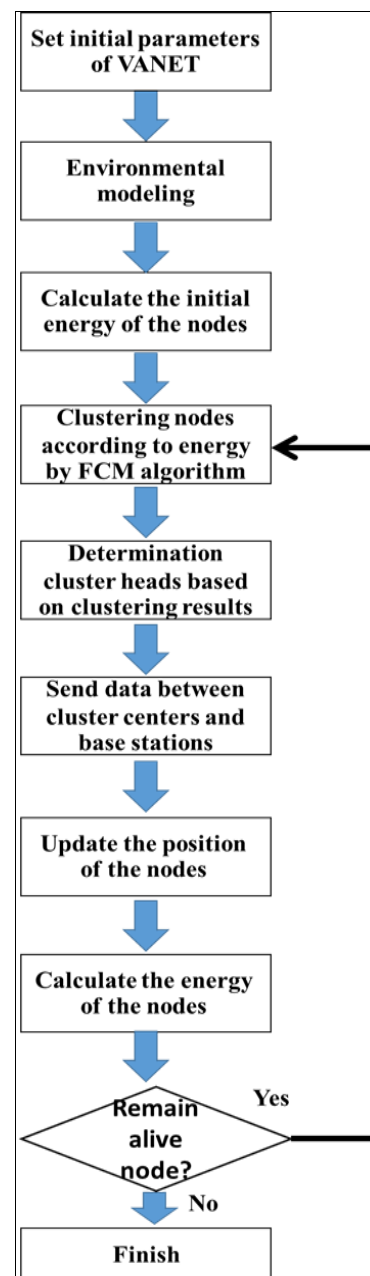 Set initial parameters
of VANET
Environmental
modeling
Calculate the initial
energy of the nodes
Clustering nodes
according to energy
by FCM algorithm
Determination
cluster heads based
on clustering results
Send data between
cluster centers and
base stations
Update the position
of the nodes
Calculate the energy
of the nodes
Remain
alive
node?
Yes
No
Finish